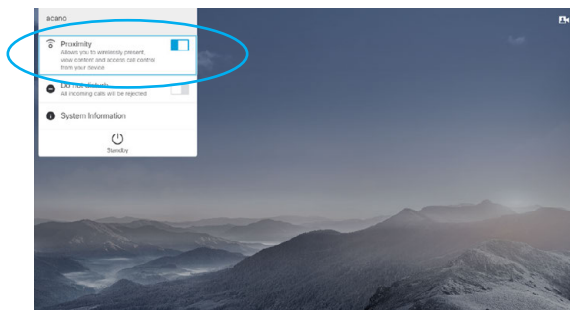 acano
Proximity
Allows you to wirelessly present,
view content and access call control
from your device
Do not disturb
All incoming calls will be rejected
System Information
Standby